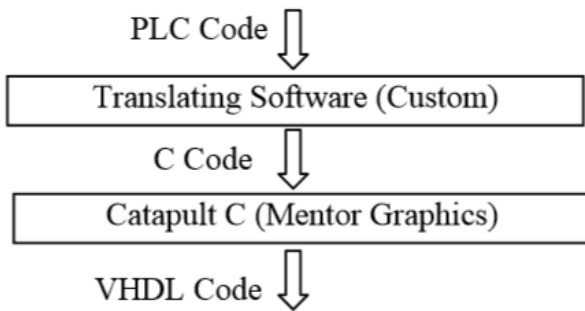 PLC Code
Translating Software (Custom)
C Code
Catapult C (Mentor Graphics)
VHDL Code